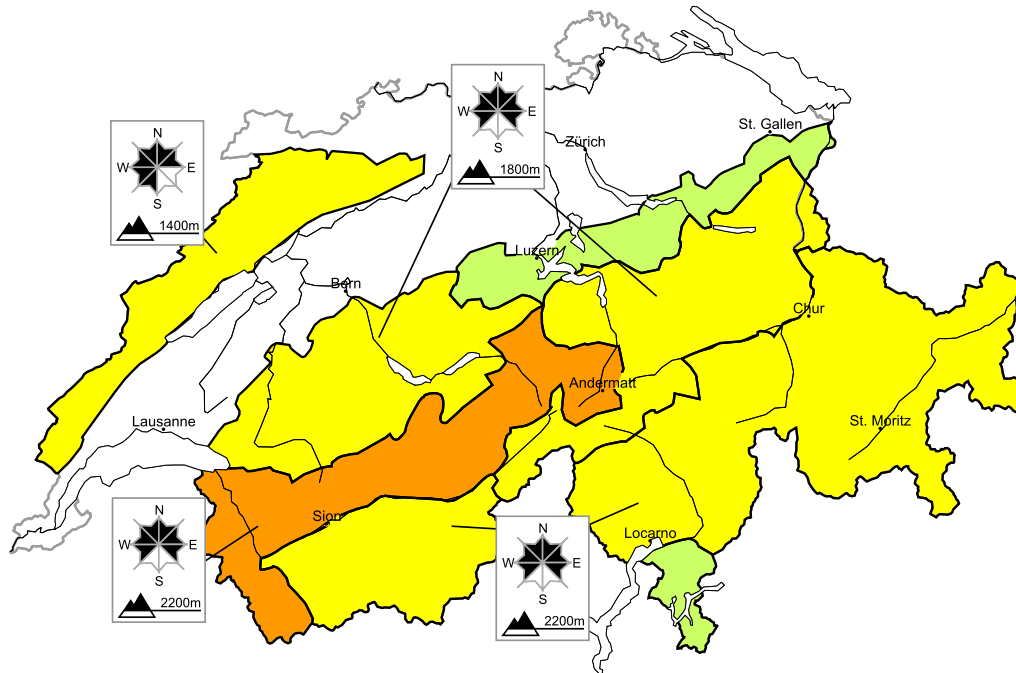 N
W E
S
1800m
St. Gallen
Zürich
N
W E
S
1400m
Luzern
Bern
Chur
Andermatt
Lausanne
St. Moritz
N
W E
S
2200m
Sion
Locarno
N
W E
S
2200m